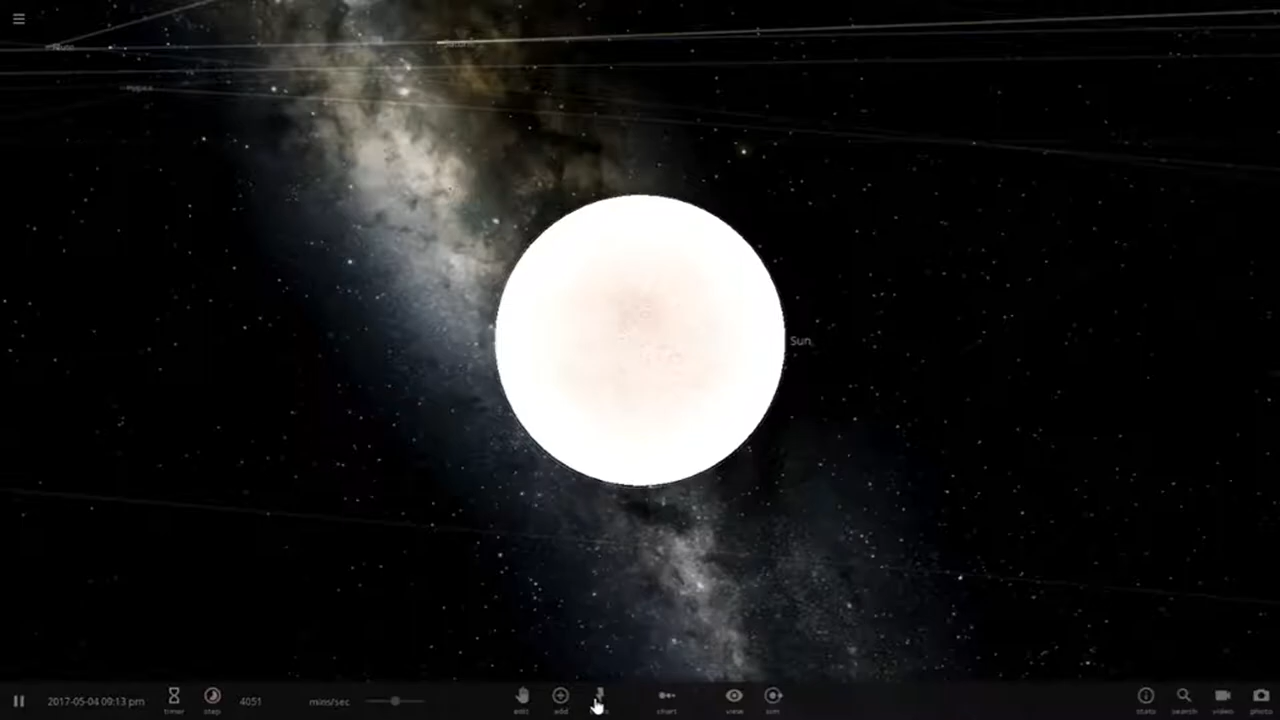 Sun
2017-05-04 09:13 pm
timer
step
4051
mins/sec
edit
add
chart
view
sim
stats
search
video
photo